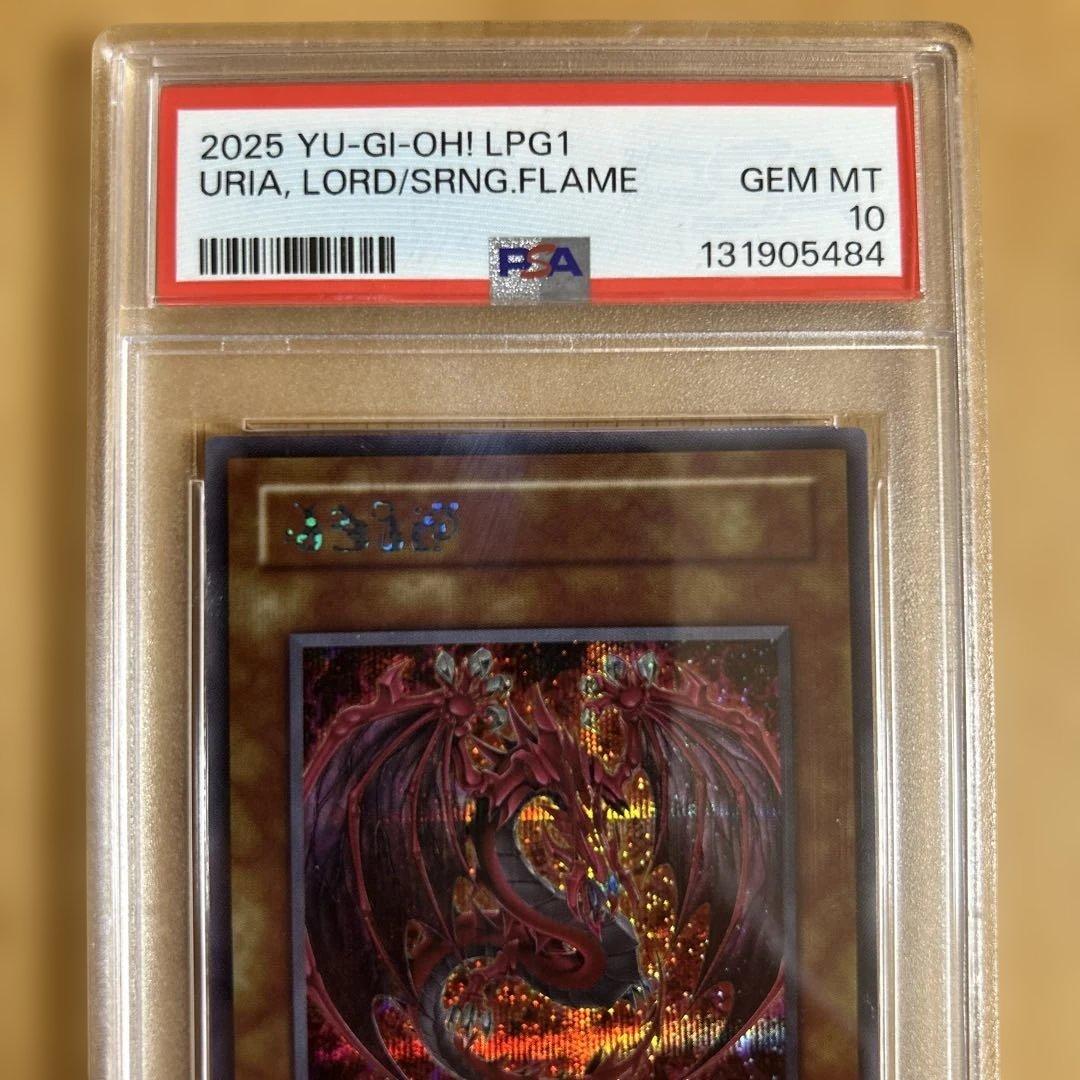 2025 YU-GI-OH! LPG1
URIA, LORD/SRNG.FLAME GEM MT
10
131905484
PSA